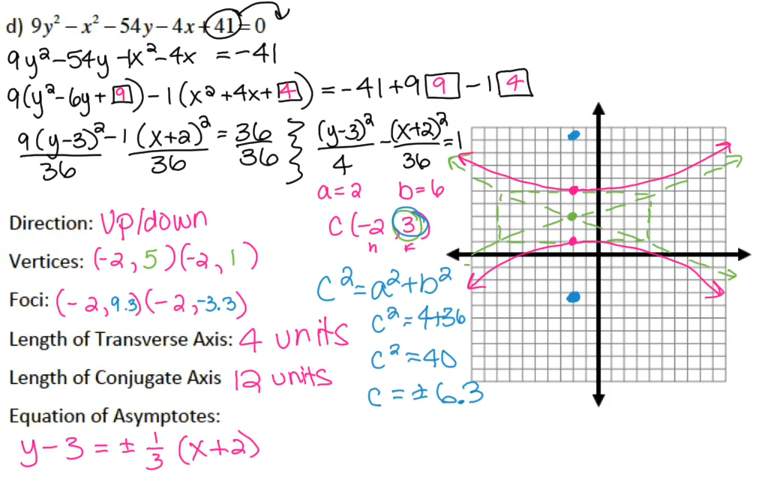 d) 9y² − x² − 54y − 4x + 41 = 0
9y² − 54y − x² − 4x = −41
9(y² − 6y + 9) − 1(x² + 4x + 4) = −41 + 9 9 − 1 4
9(y−3)²/36 − 1(x+2)²/36 = 36/36 } (y−3)²/4 − (x+2)²/36 = 1
a = 2 b = 6
C(−2, 3)
h k
Direction: Up/down
Vertices: (−2, 5)(−2, 1)
Foci: (−2, 9.3)(−2, −3.3)
Length of Transverse Axis: 4 units
Length of Conjugate Axis 12 units
Equation of Asymptotes:
y − 3 = ± 1/3 (x+2)
c² = a² + b²
c² = 4+36
c² = 40
c = ± 6.3